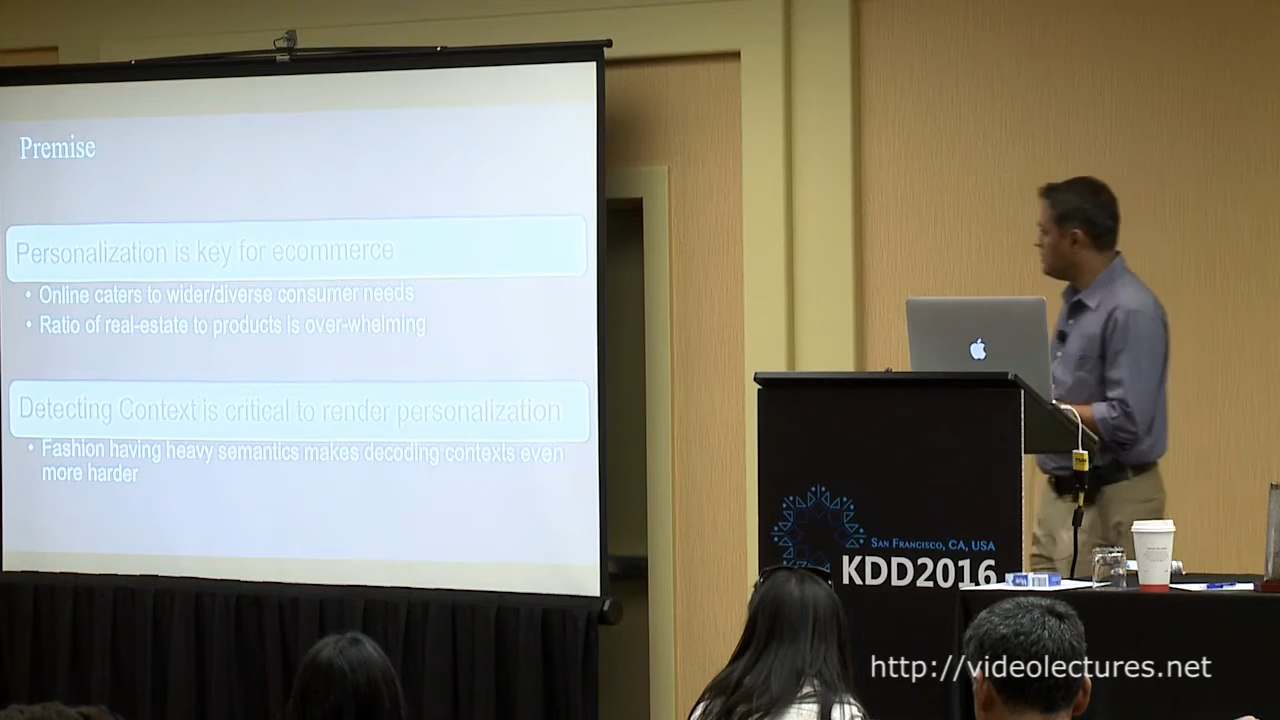 Premise
Personalization is key for ecommerce
• Online caters to wider/diverse consumer needs
• Ratio of real-estate to products is over-whelming
Detecting Context is critical to render personalization
• Fashion having heavy semantics makes decoding contexts even
more harder
San Francisco, CA, USA
KDD2016
http://videolectures.net